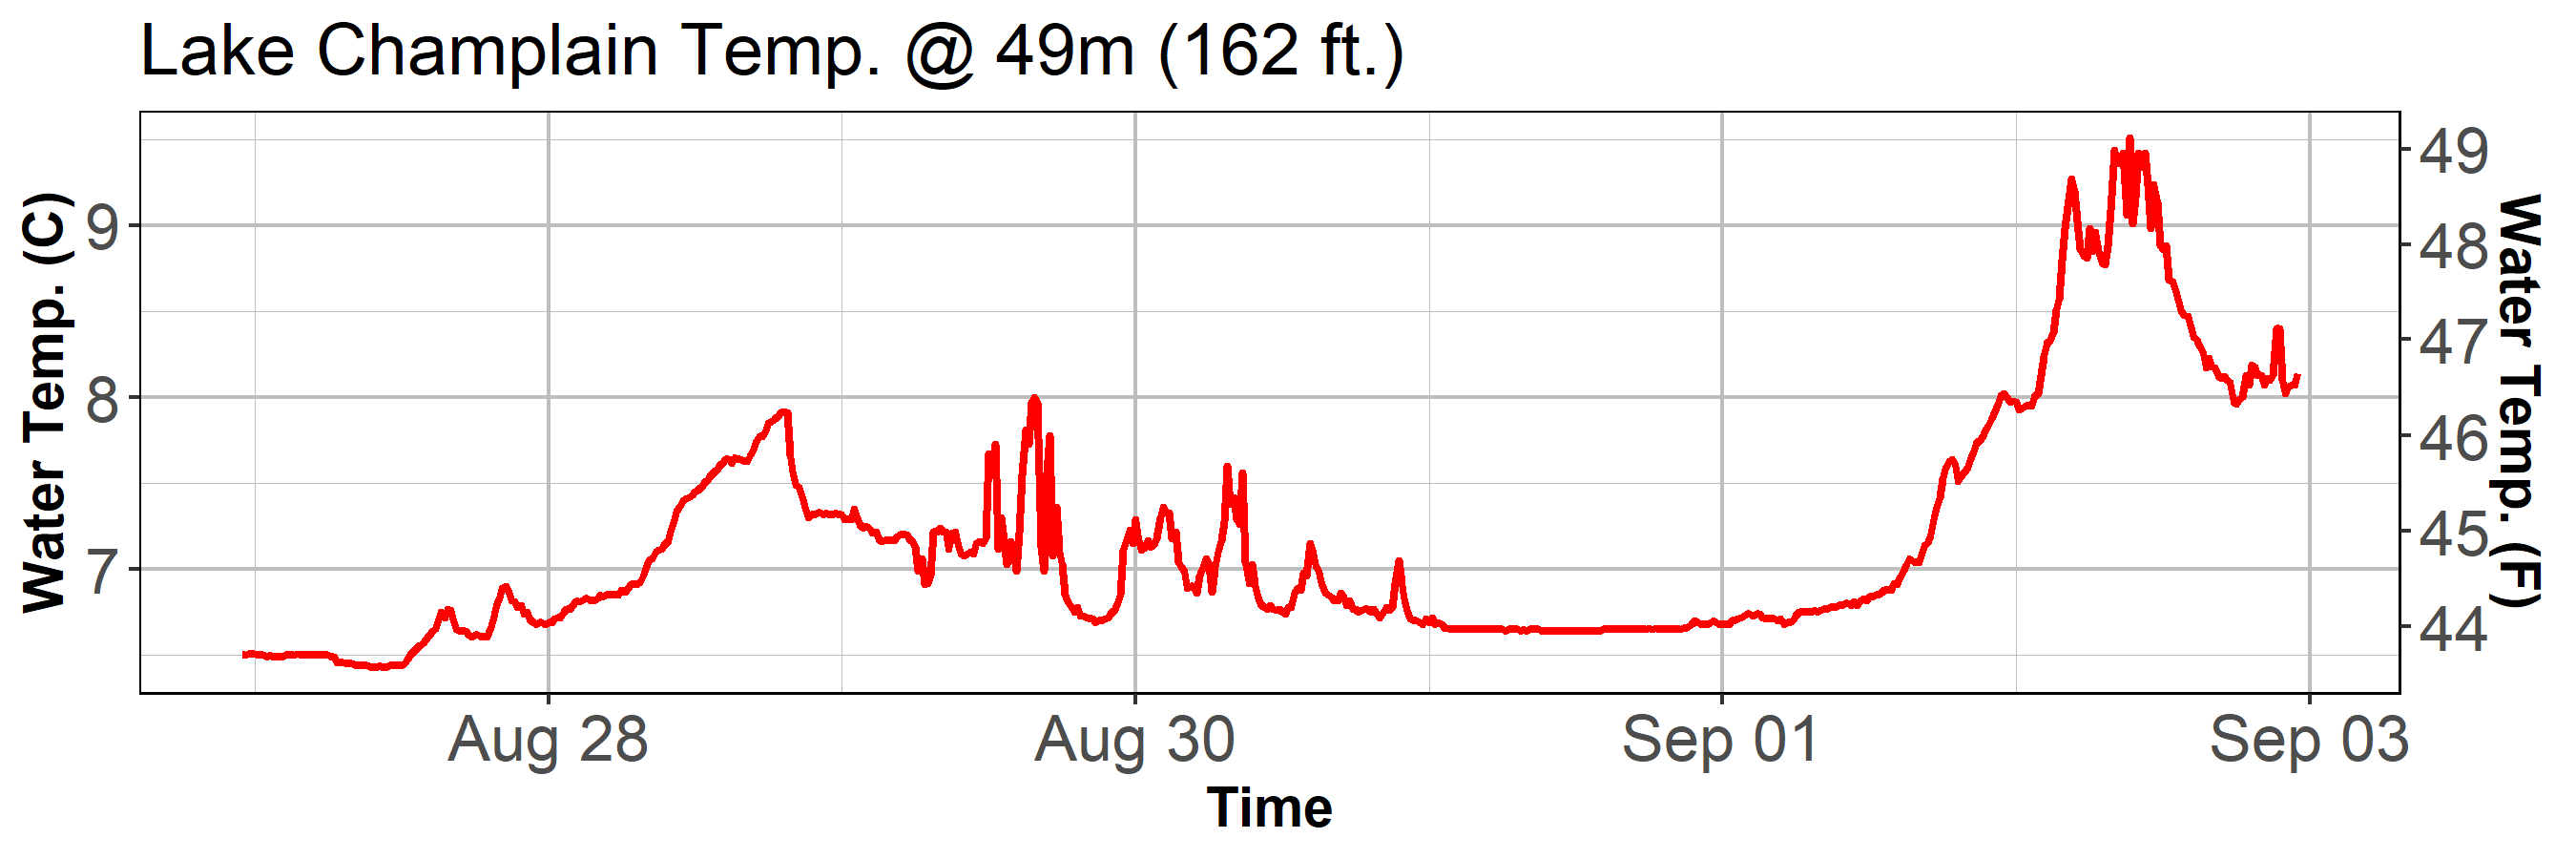 Lake Champlain Temp. @ 49m (162 ft.)
Water Temp. (C)
9
8
7
49
48
47
46
45
44
Water Temp. (F)
Aug 28 Aug 30 Sep 01 Sep 03
Time